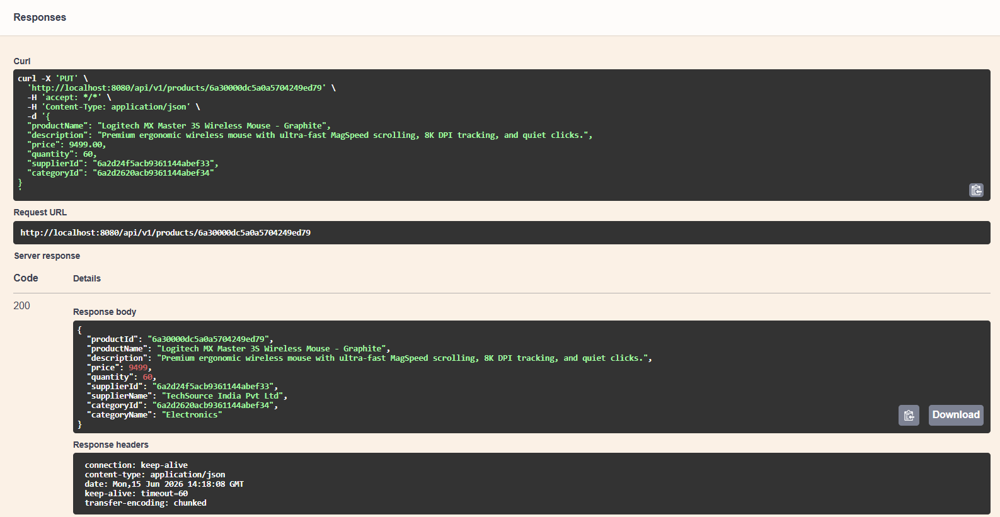 Responses
Curl
curl -X 'PUT' \
  'http://localhost:8080/api/v1/products/6a30000dc5a0a5704249ed79' \
  -H 'accept: */*' \
  -H 'Content-Type: application/json' \
  -d '{
  "productName": "Logitech MX Master 3S Wireless Mouse - Graphite",
  "description": "Premium ergonomic wireless mouse with ultra-fast MagSpeed scrolling, 8K DPI tracking, and quiet clicks.",
  "price": 9499.00,
  "quantity": 60,
  "supplierId": "6a2d24f5acb9361144abef33",
  "categoryId": "6a2d2620acb9361144abef34"
}
'
Request URL
http://localhost:8080/api/v1/products/6a30000dc5a0a5704249ed79
Server response
Code Details
200
Response body
{
  "productId": "6a30000dc5a0a5704249ed79",
  "productName": "Logitech MX Master 3S Wireless Mouse - Graphite",
  "description": "Premium ergonomic wireless mouse with ultra-fast MagSpeed scrolling, 8K DPI tracking, and quiet clicks.",
  "price": 9499,
  "quantity": 60,
  "supplierId": "6a2d24f5acb9361144abef33",
  "supplierName": "TechSource India Pvt Ltd",
  "categoryId": "6a2d2620acb9361144abef34",
  "categoryName": "Electronics"
}
Download
Response headers
connection: keep-alive
content-type: application/json
date: Mon,15 Jun 2026 14:18:08 GMT
keep-alive: timeout=60
transfer-encoding: chunked